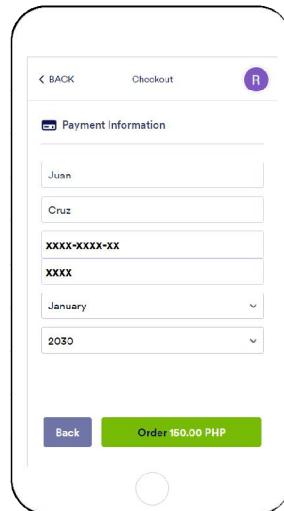 BACK Checkout R
Payment Information
Juan
Cruz
xxxx-xxxx-xx
xxxx
January
2030
Back Order 150.00 PHP